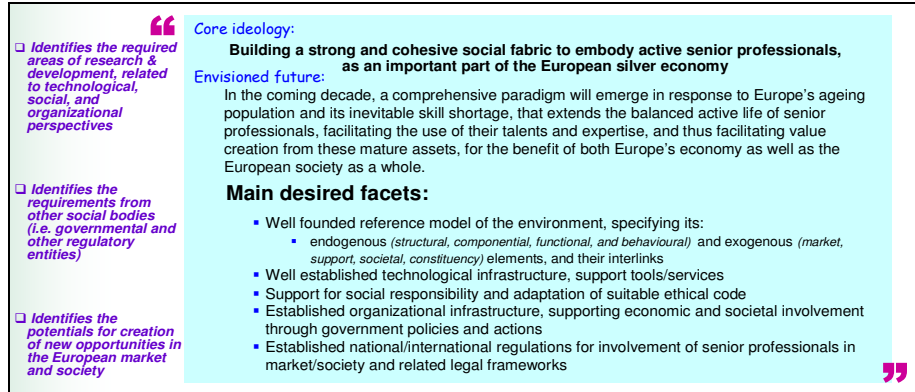 “
❑ Identifies the required
areas of research &
development, related
to technological,
social, and
organizational
perspectives
❑ Identifies the
requirements from
other social bodies
(i.e. governmental and
other regulatory
entities)
❑ Identifies the
potentials for creation
of new opportunities in
the European market
and society
Core ideology:
Building a strong and cohesive social fabric to embody active senior professionals,
as an important part of the European silver economy
Envisioned future:
In the coming decade, a comprehensive paradigm will emerge in response to Europe's ageing
population and its inevitable skill shortage, that extends the balanced active life of senior
professionals, facilitating the use of their talents and expertise, and thus facilitating value
creation from these mature assets, for the benefit of both Europe's economy as well as the
European society as a whole.
Main desired facets:
▪ Well founded reference model of the environment, specifying its:
▪ endogenous (structural, componential, functional, and behavioural) and exogenous (market,
support, societal, constituency) elements, and their interlinks
▪ Well established technological infrastructure, support tools/services
▪ Support for social responsibility and adaptation of suitable ethical code
▪ Established organizational infrastructure, supporting economic and societal involvement
through government policies and actions
▪ Established national/international regulations for involvement of senior professionals in
market/society and related legal frameworks
”